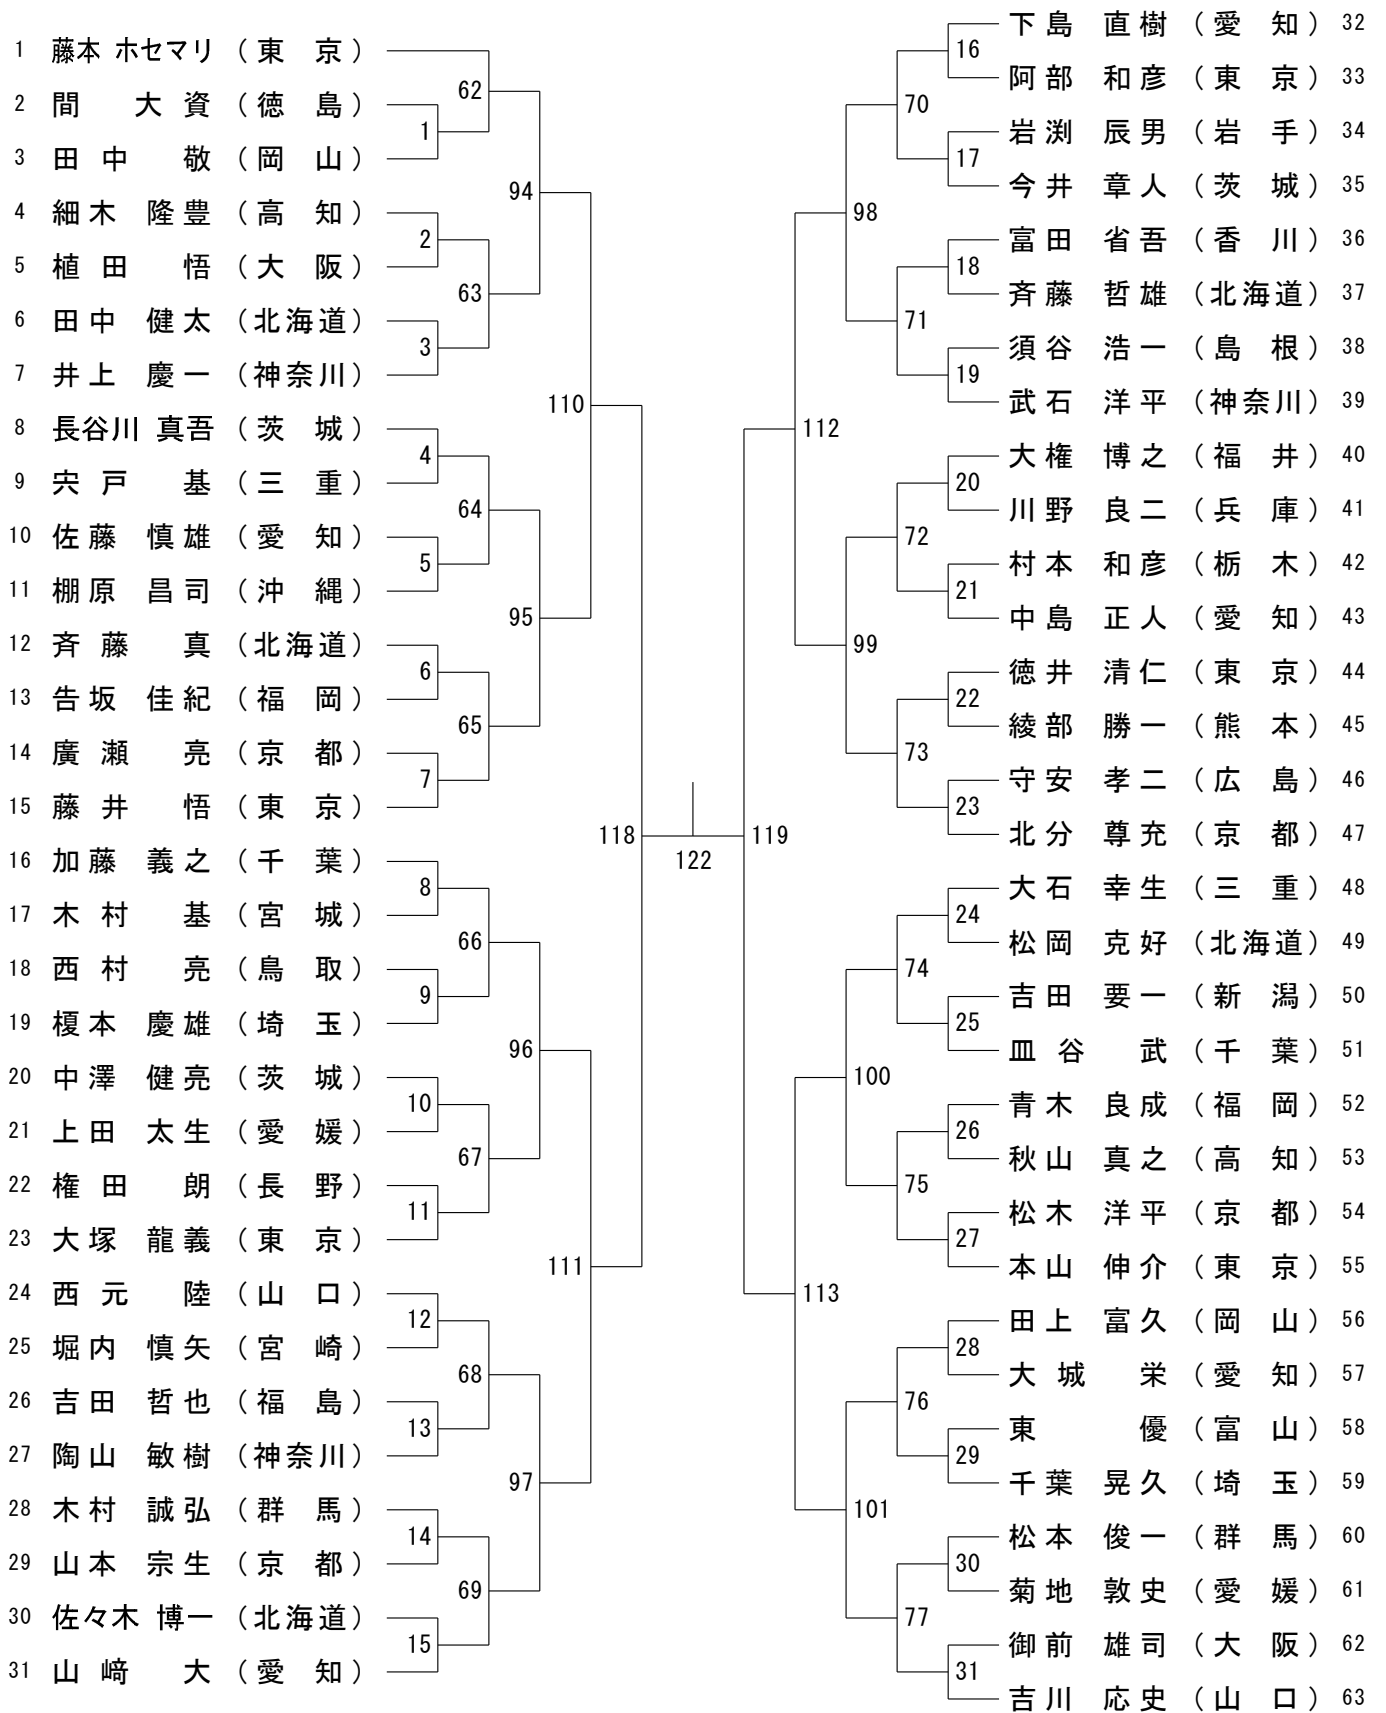 1 藤本 ホセマリ (東 京)
2 間 大資 (徳 島)
3 田中 敬 (岡 山)
4 細木 隆豊 (高 知)
5 植田 悟 (大 阪)
6 田中 健太 (北海道)
7 井上 慶一 (神奈川)
8 長谷川 真吾 (茨 城)
9 宍戸 基 (三 重)
10 佐藤 慎雄 (愛 知)
11 棚原 昌司 (沖 縄)
12 斉藤 真 (北海道)
13 告坂 佳紀 (福 岡)
14 廣瀬 亮 (京 都)
15 藤井 悟 (東 京)
16 加藤 義之 (千 葉)
17 木村 基 (宮 城)
18 西村 亮 (鳥 取)
19 榎本 慶雄 (埼 玉)
20 中澤 健亮 (茨 城)
21 上田 太生 (愛 媛)
22 権田 朗 (長 野)
23 大塚 龍義 (東 京)
24 西元 陸 (山 口)
25 堀内 慎矢 (宮 崎)
26 吉田 哲也 (福 島)
27 陶山 敏樹 (神奈川)
28 木村 誠弘 (群 馬)
29 山本 宗生 (京 都)
30 佐々木 博一 (北海道)
31 山﨑 大 (愛 知)
1
2
3
4
5
6
7
8
9
10
11
12
13
14
15
62
63
64
65
66
67
68
69
94
95
96
97
110
111
118
122
119
112
113
98
99
100
101
70
71
72
73
74
75
76
77
16
17
18
19
20
21
22
23
24
25
26
27
28
29
30
31
下島 直樹 (愛 知) 32
阿部 和彦 (東 京) 33
岩渕 辰男 (岩 手) 34
今井 章人 (茨 城) 35
富田 省吾 (香 川) 36
斉藤 哲雄 (北海道) 37
須谷 浩一 (島 根) 38
武石 洋平 (神奈川) 39
大権 博之 (福 井) 40
川野 良二 (兵 庫) 41
村本 和彦 (栃 木) 42
中島 正人 (愛 知) 43
徳井 清仁 (東 京) 44
綾部 勝一 (熊 本) 45
守安 孝二 (広 島) 46
北分 尊充 (京 都) 47
大石 幸生 (三 重) 48
松岡 克好 (北海道) 49
吉田 要一 (新 潟) 50
皿谷 武 (千 葉) 51
青木 良成 (福 岡) 52
秋山 真之 (高 知) 53
松木 洋平 (京 都) 54
本山 伸介 (東 京) 55
田上 富久 (岡 山) 56
大城 栄 (愛 知) 57
東 優 (富 山) 58
千葉 晃久 (埼 玉) 59
松本 俊一 (群 馬) 60
菊地 敦史 (愛 媛) 61
御前 雄司 (大 阪) 62
吉川 応史 (山 口) 63